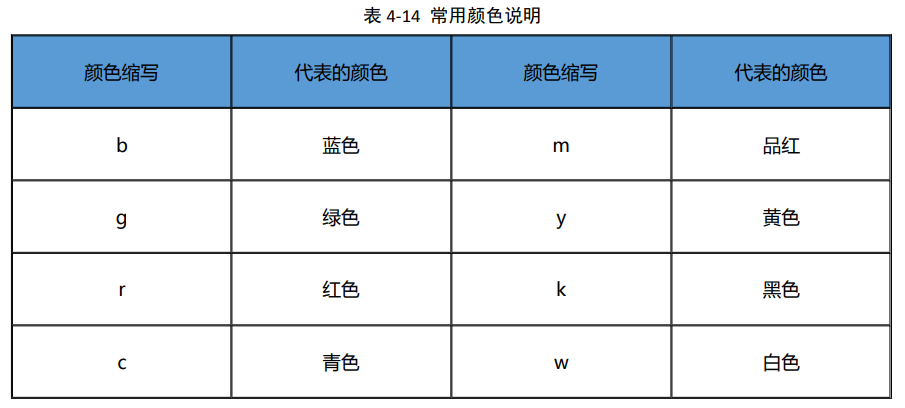 表 4-14 常用颜色说明
颜色缩写 代表的颜色 颜色缩写 代表的颜色
b 蓝色 m 品红
g 绿色 y 黄色
r 红色 k 黑色
c 青色 w 白色